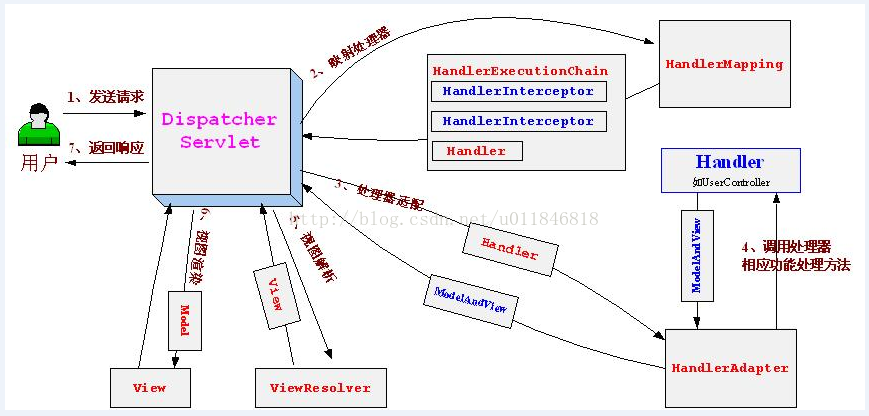 1、发送请求
7、返回响应
用户
Dispatcher
Servlet
2、映射处理器
HandlerExecutionChain
HandlerInterceptor
HandlerInterceptor
Handler
HandlerMapping
3、处理器适配
Handler
ModelAndView
http://blog.csdn.net/u011846818
Handler
如UserController
ModelAndView
4、调用处理器
相应功能处理方法
HandlerAdapter
5、视图解析
View
ViewResolver
6、视图渲染
Model
View